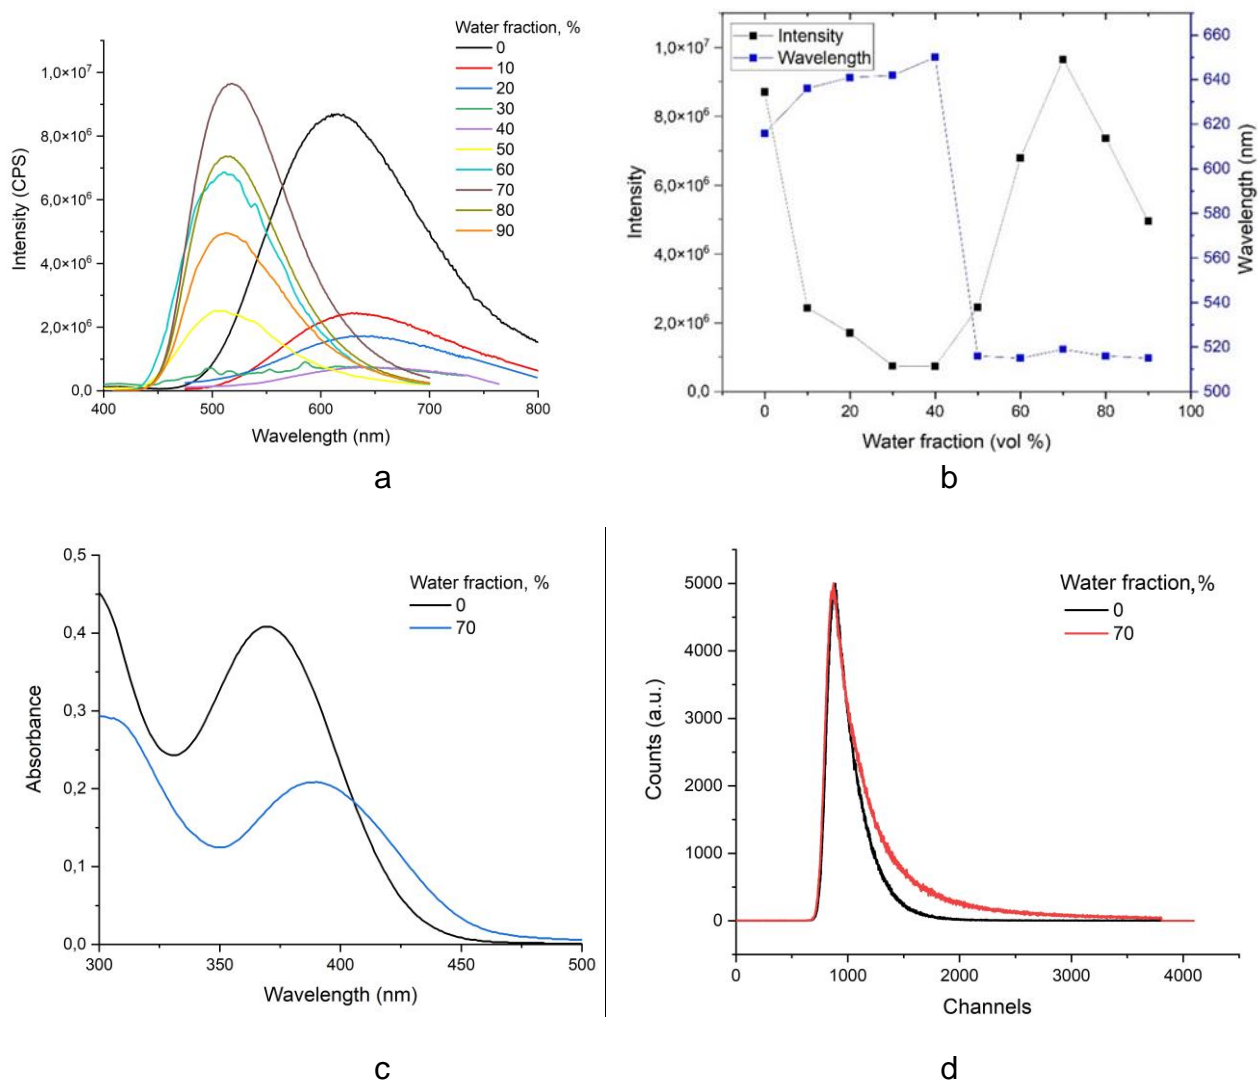 Water fraction, %
0
10
20
30
40
50
60
70
80
90
1,0×10⁷
8,0×10⁶
6,0×10⁶
4,0×10⁶
2,0×10⁶
0,0
Intensity (CPS)
400 500 600 700 800
Wavelength (nm)
a
Intensity
Wavelength
1,0×10⁷
8,0×10⁶
6,0×10⁶
4,0×10⁶
2,0×10⁶
0,0
Intensity
660
640
620
600
580
560
540
520
500
Wavelength (nm)
0 20 40 60 80 100
Water fraction (vol %)
b
0,5
0,4
0,3
0,2
0,1
0,0
Absorbance
Water fraction, %
0
70
300 350 400 450 500
Wavelength (nm)
c
5000
4000
3000
2000
1000
0
Counts (a.u.)
Water fraction, %
0
70
0 1000 2000 3000 4000
Channels
d